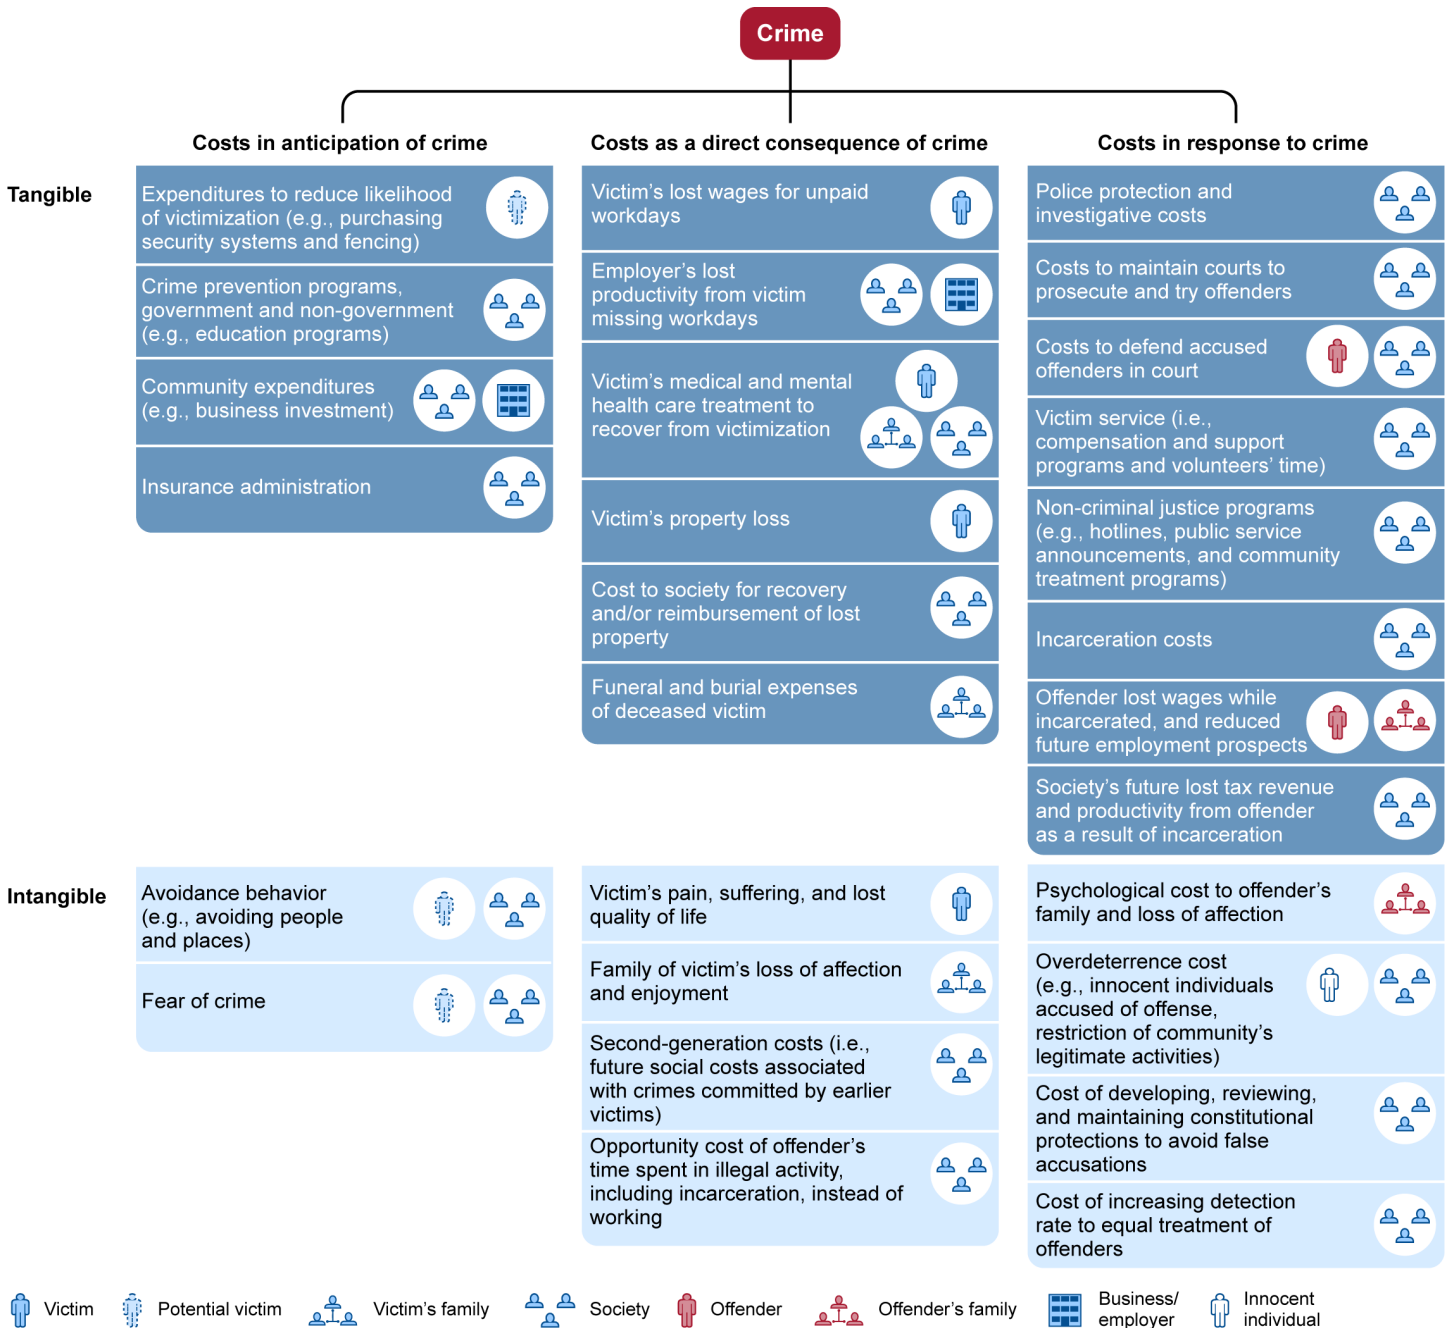 Crime
Costs in anticipation of crime
Costs as a direct consequence of crime
Costs in response to crime
Tangible
Expenditures to reduce likelihood
of victimization (e.g., purchasing
security systems and fencing)
Crime prevention programs,
government and non-government
(e.g., education programs)
Community expenditures
(e.g., business investment)
Insurance administration
Victim’s lost wages for unpaid
workdays
Employer’s lost
productivity from victim
missing workdays
Victim’s medical and mental
health care treatment to
recover from victimization
Victim’s property loss
Cost to society for recovery
and/or reimbursement of lost
property
Funeral and burial expenses
of deceased victim
Police protection and
investigative costs
Costs to maintain courts to
prosecute and try offenders
Costs to defend accused
offenders in court
Victim service (i.e.,
compensation and support
programs and volunteers’ time)
Non-criminal justice programs
(e.g., hotlines, public service
announcements, and community
treatment programs)
Incarceration costs
Offender lost wages while
incarcerated, and reduced
future employment prospects
Society’s future lost tax revenue
and productivity from offender
as a result of incarceration
Intangible
Avoidance behavior
(e.g., avoiding people
and places)
Fear of crime
Victim’s pain, suffering, and lost
quality of life
Family of victim’s loss of affection
and enjoyment
Second-generation costs (i.e.,
future social costs associated
with crimes committed by earlier
victims)
Opportunity cost of offender’s
time spent in illegal activity,
including incarceration, instead of
working
Psychological cost to offender’s
family and loss of affection
Overdeterrence cost
(e.g., innocent individuals
accused of offense,
restriction of community’s
legitimate activities)
Cost of developing, reviewing,
and maintaining constitutional
protections to avoid false
accusations
Cost of increasing detection
rate to equal treatment of
offenders
Victim
Potential victim
Victim’s family
Society
Offender
Offender’s family
Business/
employer
Innocent
individual